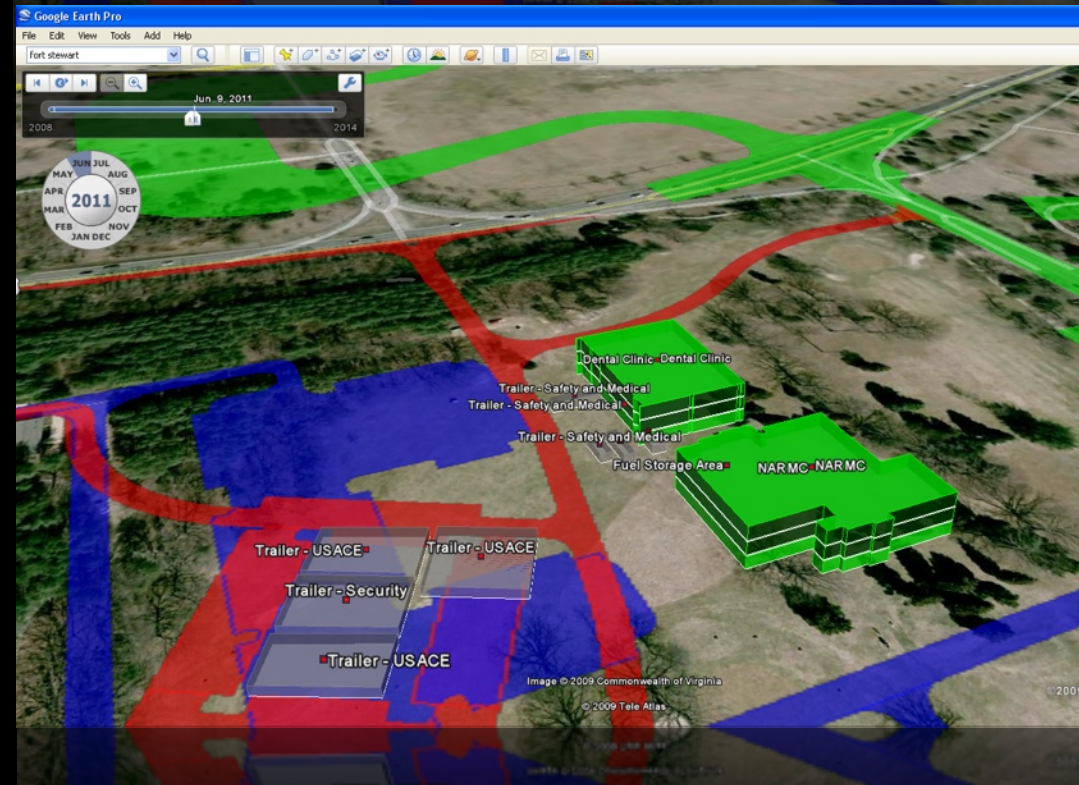 Google Earth Pro
File Edit View Tools Add Help
fort stewart
Jun 9, 2011
2008 2014
JUN JUL
MAY AUG
APR SEP
2011
MAR OCT
FEB NOV
JAN DEC
Dental Clinic Dental Clinic
Trailer - Safety and Medical
Trailer - Safety and Medical
Trailer - Safety and Medical
Fuel Storage Area
NARMC NARMC
Trailer - USACE
Trailer - USACE
Trailer - Security
Trailer - USACE
Image © 2009 Commonwealth of Virginia
© 2009 Tele Atlas
© 2009